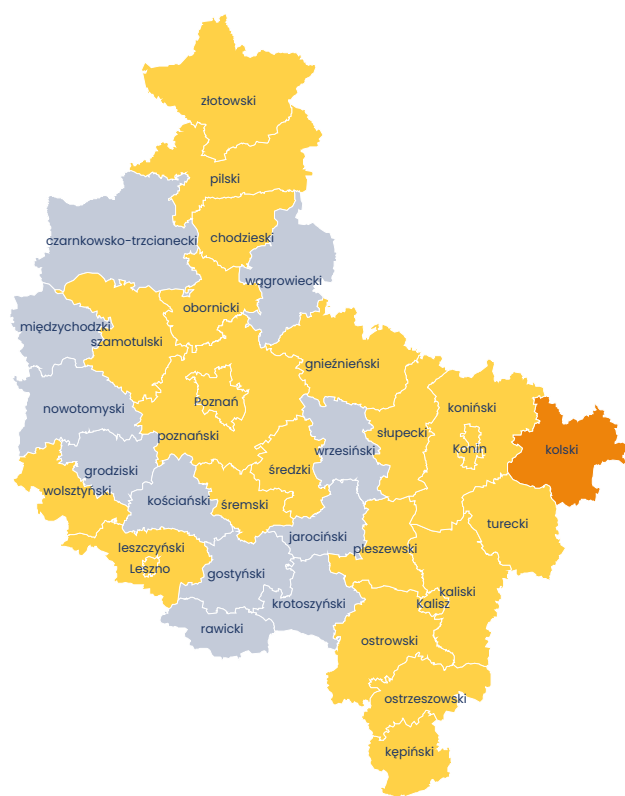 złotowski
pilski
chodzieski
czarnkowsko-trzcianecki
wągrowiecki
obornicki
międzychodzki
szamotulski
gnieźnieński
Poznań
nowotomyski
koniński
poznański
słupecki
wrzesiński
Konin
kolski
grodziski
średzki
wolsztyński
kościański
śremski
turecki
jarociński
leszczyński
pleszewski
Leszno
gostyński
kaliski
krotoszyński
Kalisz
rawicki
ostrowski
ostrzeszowski
kępiński